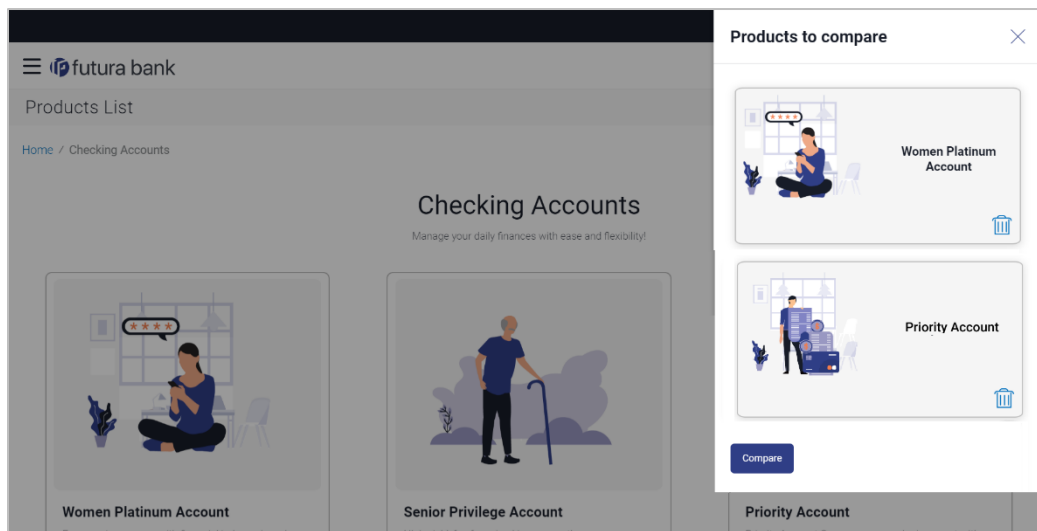 futura bank
Products List
Home / Checking Accounts
Checking Accounts
Manage your daily finances with ease and flexibility!
****
Women Platinum Account
Senior Privilege Account
Priority Account
Products to compare
****
Women Platinum
Account
Priority Account
Compare